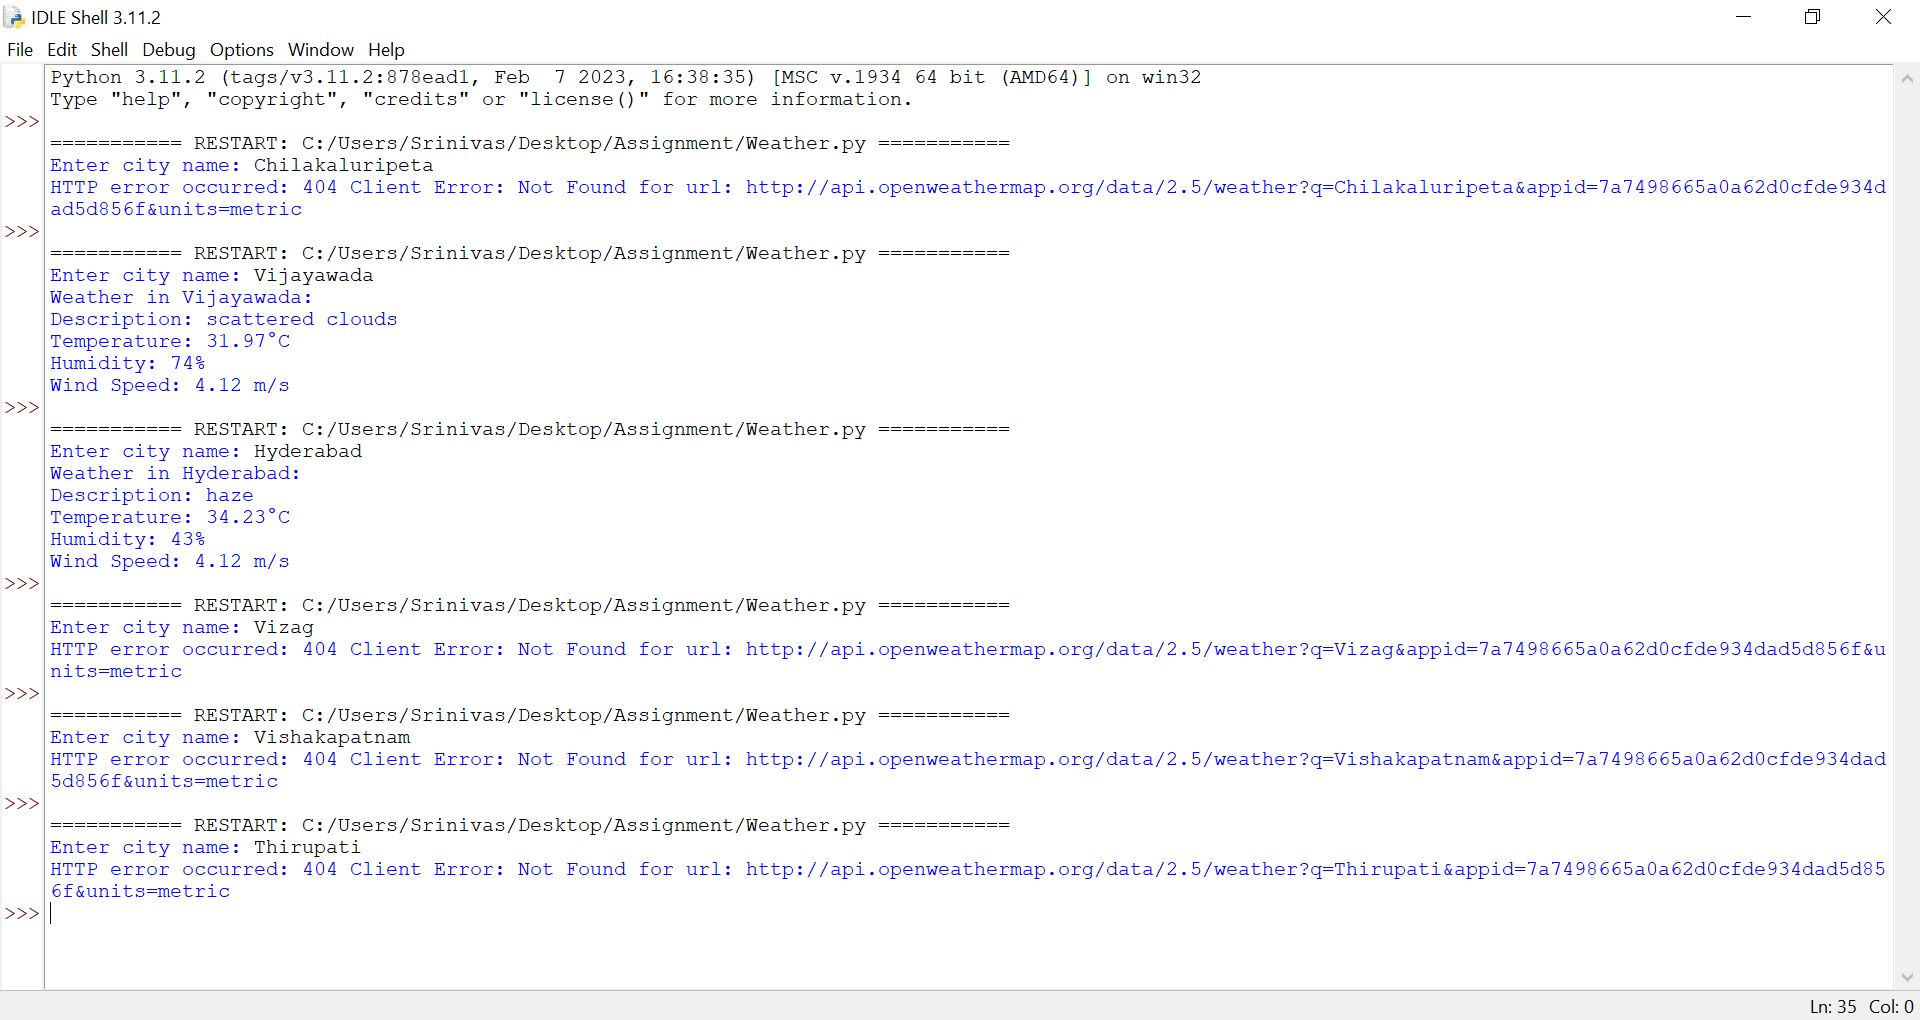 IDLE Shell 3.11.2
File Edit Shell Debug Options Window Help
Python 3.11.2 (tags/v3.11.2:878ead1, Feb  7 2023, 16:38:35) [MSC v.1934 64 bit (AMD64)] on win32
Type "help", "copyright", "credits" or "license()" for more information.
>>>
=========== RESTART: C:/Users/Srinivas/Desktop/Assignment/Weather.py ===========
Enter city name: Chilakaluripeta
HTTP error occurred: 404 Client Error: Not Found for url: http://api.openweathermap.org/data/2.5/weather?q=Chilakaluripeta&appid=7a7498665a0a62d0cfde934d
ad5d856f&units=metric
>>>
=========== RESTART: C:/Users/Srinivas/Desktop/Assignment/Weather.py ===========
Enter city name: Vijayawada
Weather in Vijayawada:
Description: scattered clouds
Temperature: 31.97°C
Humidity: 74%
Wind Speed: 4.12 m/s
>>>
=========== RESTART: C:/Users/Srinivas/Desktop/Assignment/Weather.py ===========
Enter city name: Hyderabad
Weather in Hyderabad:
Description: haze
Temperature: 34.23°C
Humidity: 43%
Wind Speed: 4.12 m/s
>>>
=========== RESTART: C:/Users/Srinivas/Desktop/Assignment/Weather.py ===========
Enter city name: Vizag
HTTP error occurred: 404 Client Error: Not Found for url: http://api.openweathermap.org/data/2.5/weather?q=Vizag&appid=7a7498665a0a62d0cfde934dad5d856f&u
nits=metric
>>>
=========== RESTART: C:/Users/Srinivas/Desktop/Assignment/Weather.py ===========
Enter city name: Vishakapatnam
HTTP error occurred: 404 Client Error: Not Found for url: http://api.openweathermap.org/data/2.5/weather?q=Vishakapatnam&appid=7a7498665a0a62d0cfde934dad
5d856f&units=metric
>>>
=========== RESTART: C:/Users/Srinivas/Desktop/Assignment/Weather.py ===========
Enter city name: Thirupati
HTTP error occurred: 404 Client Error: Not Found for url: http://api.openweathermap.org/data/2.5/weather?q=Thirupati&appid=7a7498665a0a62d0cfde934dad5d85
6f&units=metric
>>>
Ln: 35 Col: 0